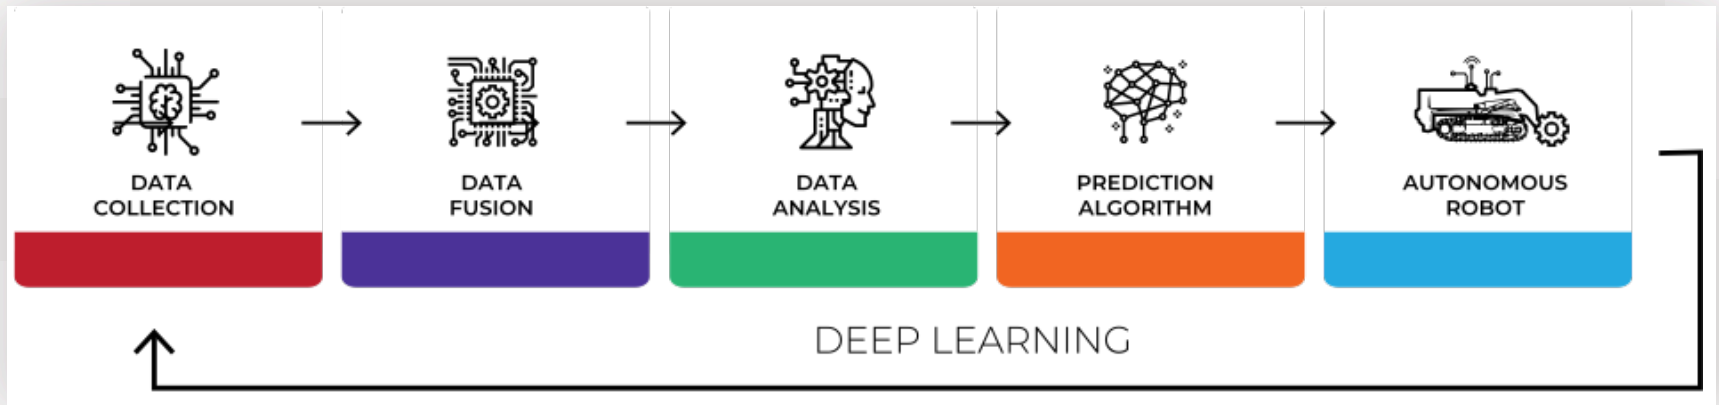 DATA
COLLECTION
DATA
FUSION
DATA
ANALYSIS
PREDICTION
ALGORITHM
AUTONOMOUS
ROBOT
DEEP LEARNING